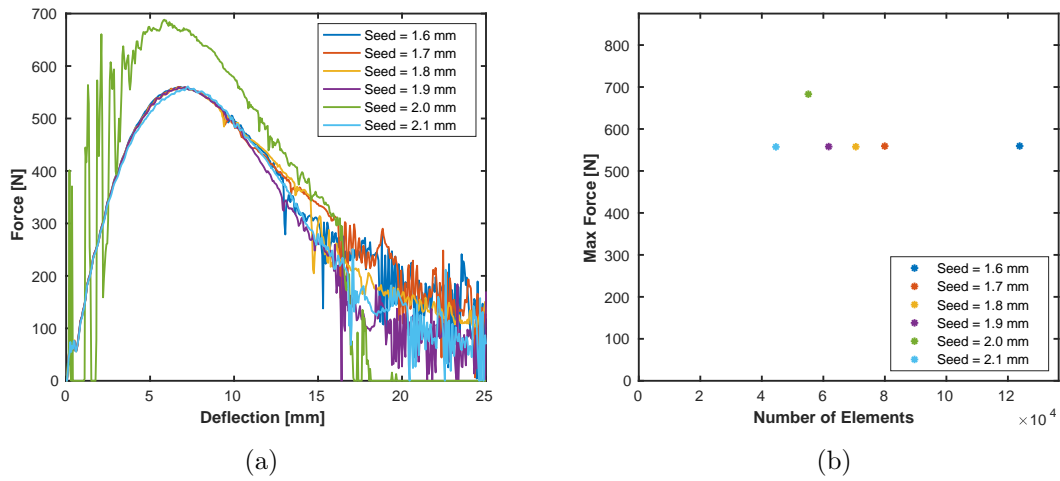 700
600
500
400
300
200
100
0
Force [N]
0 5 10 15 20 25
Deflection [mm]
Seed = 1.6 mm
Seed = 1.7 mm
Seed = 1.8 mm
Seed = 1.9 mm
Seed = 2.0 mm
Seed = 2.1 mm
(a)
800
700
600
500
400
300
200
100
0
Max Force [N]
0 2 4 6 8 10 12
Number of Elements
×10⁴
Seed = 1.6 mm
Seed = 1.7 mm
Seed = 1.8 mm
Seed = 1.9 mm
Seed = 2.0 mm
Seed = 2.1 mm
(b)